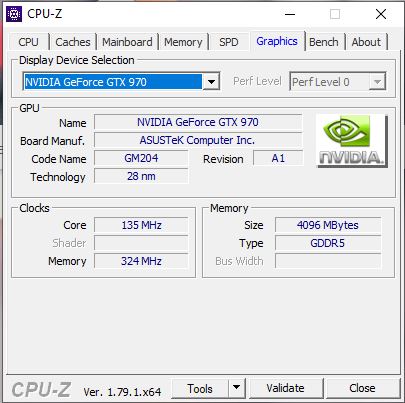 CPU-Z
CPU Caches Mainboard Memory SPD Graphics Bench About
Display Device Selection
NVIDIA GeForce GTX 970 Perf Level Perf Level 0
GPU
Name NVIDIA GeForce GTX 970
Board Manuf. ASUSTeK Computer Inc.
Code Name GM204 Revision A1
Technology 28 nm
nVIDIA.
Clocks
Core 135 MHz
Shader
Memory 324 MHz
Memory
Size 4096 MBytes
Type GDDR5
Bus Width
CPU-Z Ver. 1.79.1.x64 Tools Validate Close